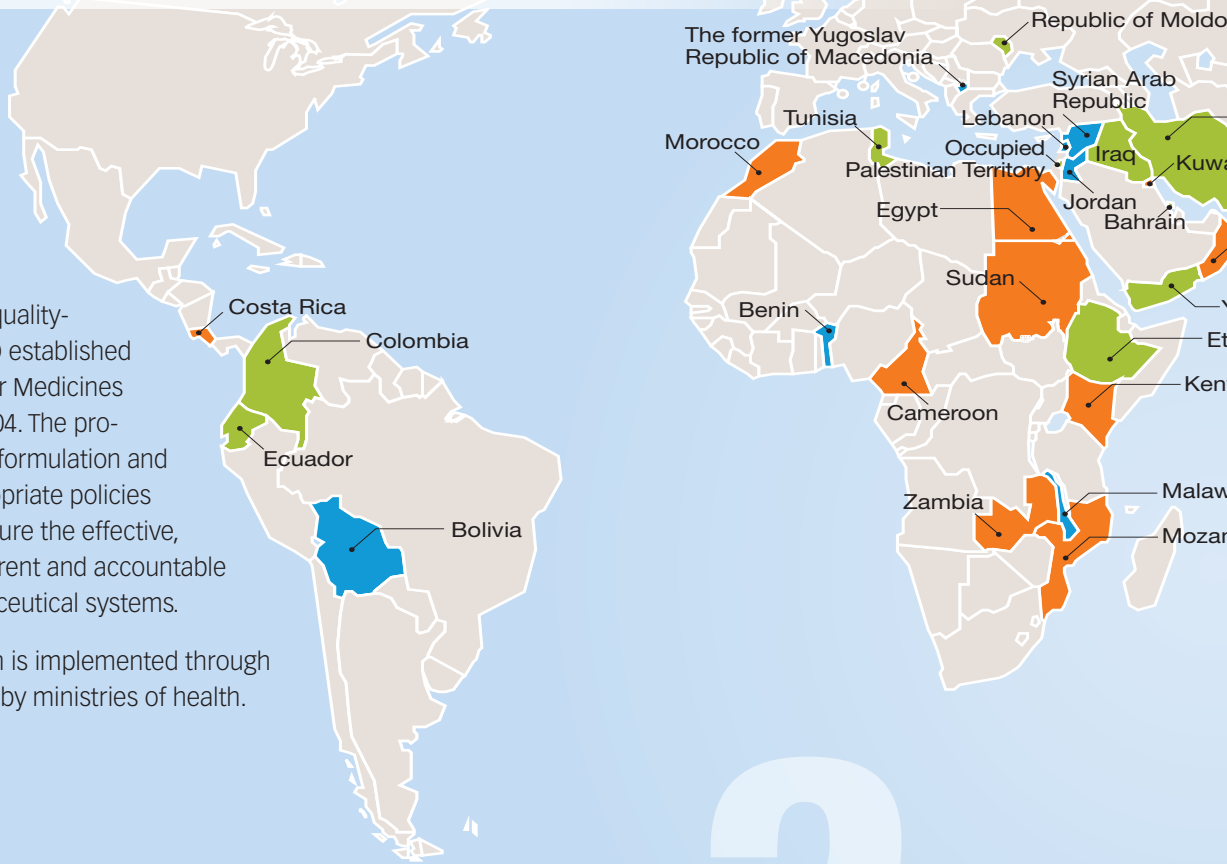 Republic of Moldo
The former Yugoslav
Republic of Macedonia
Syrian Arab
Republic
Tunisia
Lebanon
Morocco
Occupied
Palestinian Territory
Iraq
Kuwa
Egypt
Jordan
Bahrain
Sudan
Benin
Y
Et
Ken
Cameroon
Zambia
Malaw
Mozar
Costa Rica
Colombia
Ecuador
Bolivia
quality-
established
r Medicines
04. The pro-
formulation and
opriate policies
ure the effective,
rent and accountable
ceutical systems.
is implemented through
by ministries of health.